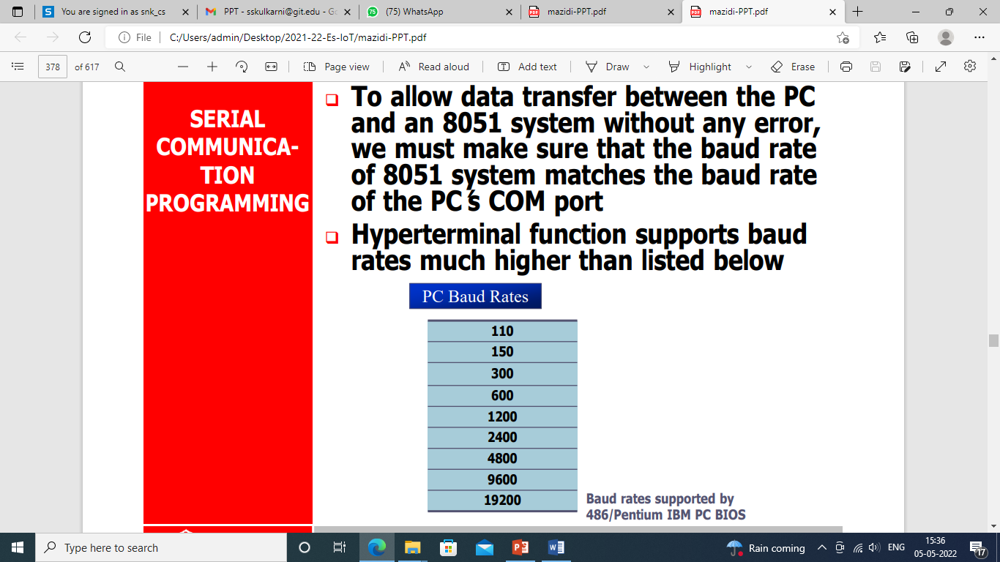 You are signed in as snk_cs
PPT - sskulkarni@git.edu - Go
75
(75) WhatsApp
PDF
mazidi-PPT.pdf
PDF
mazidi-PPT.pdf
File
C:/Users/admin/Desktop/2021-22-Es-IoT/mazidi-PPT.pdf
378 of 617
Page view
Read aloud
Add text
Draw
Highlight
Erase
SERIAL
COMMUNICA-
TION
PROGRAMMING
To allow data transfer between the PC
and an 8051 system without any error,
we must make sure that the baud rate
of 8051 system matches the baud rate
of the PC's COM port
Hyperterminal function supports baud
rates much higher than listed below
PC Baud Rates
110
150
300
600
1200
2400
4800
9600
19200
Baud rates supported by
486/Pentium IBM PC BIOS
Type here to search
Rain coming
ENG
15:36
05-05-2022
17